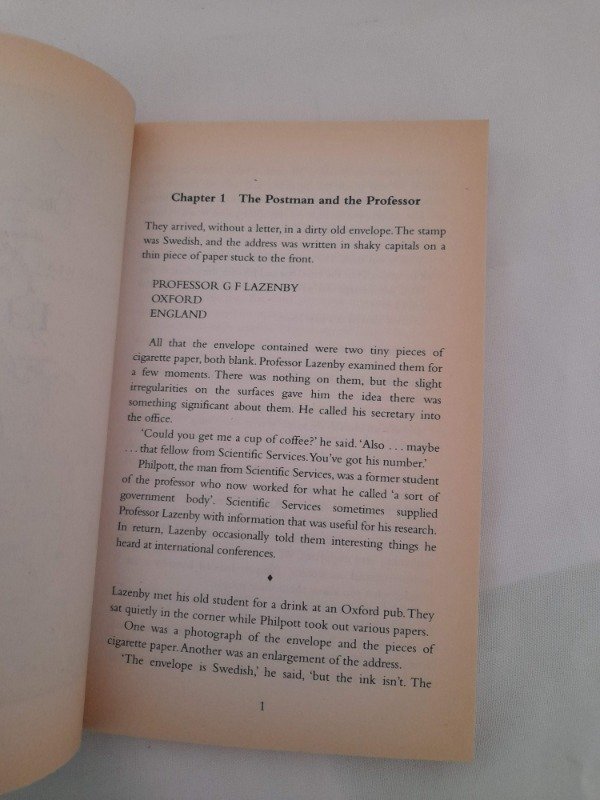 Chapter 1 The Postman and the Professor
They arrived, without a letter, in a dirty old envelope. The stamp
was Swedish, and the address was written in shaky capitals on a
thin piece of paper stuck to the front.
PROFESSOR G F LAZENBY
OXFORD
ENGLAND
All that the envelope contained were two tiny pieces of
cigarette paper, both blank. Professor Lazenby examined them for
a few moments. There was nothing on them, but the slight
irregularities on the surfaces gave him the idea there was
something significant about them. He called his secretary into
the office.
‘Could you get me a cup of coffee?’ he said. ‘Also . . . maybe
. . . that fellow from Scientific Services. You’ve got his number.’
Philpott, the man from Scientific Services, was a former student
of the professor who now worked for what he called ‘a sort of
government body’. Scientific Services sometimes supplied
Professor Lazenby with information that was useful for his research.
In return, Lazenby occasionally told them interesting things he
heard at international conferences.
♦
Lazenby met his old student for a drink at an Oxford pub. They
sat quietly in the corner while Philpott took out various papers.
One was a photograph of the envelope and the pieces of
cigarette paper. Another was an enlargement of the address.
‘The envelope is Swedish,’ he said, ‘but the ink isn’t. The
1